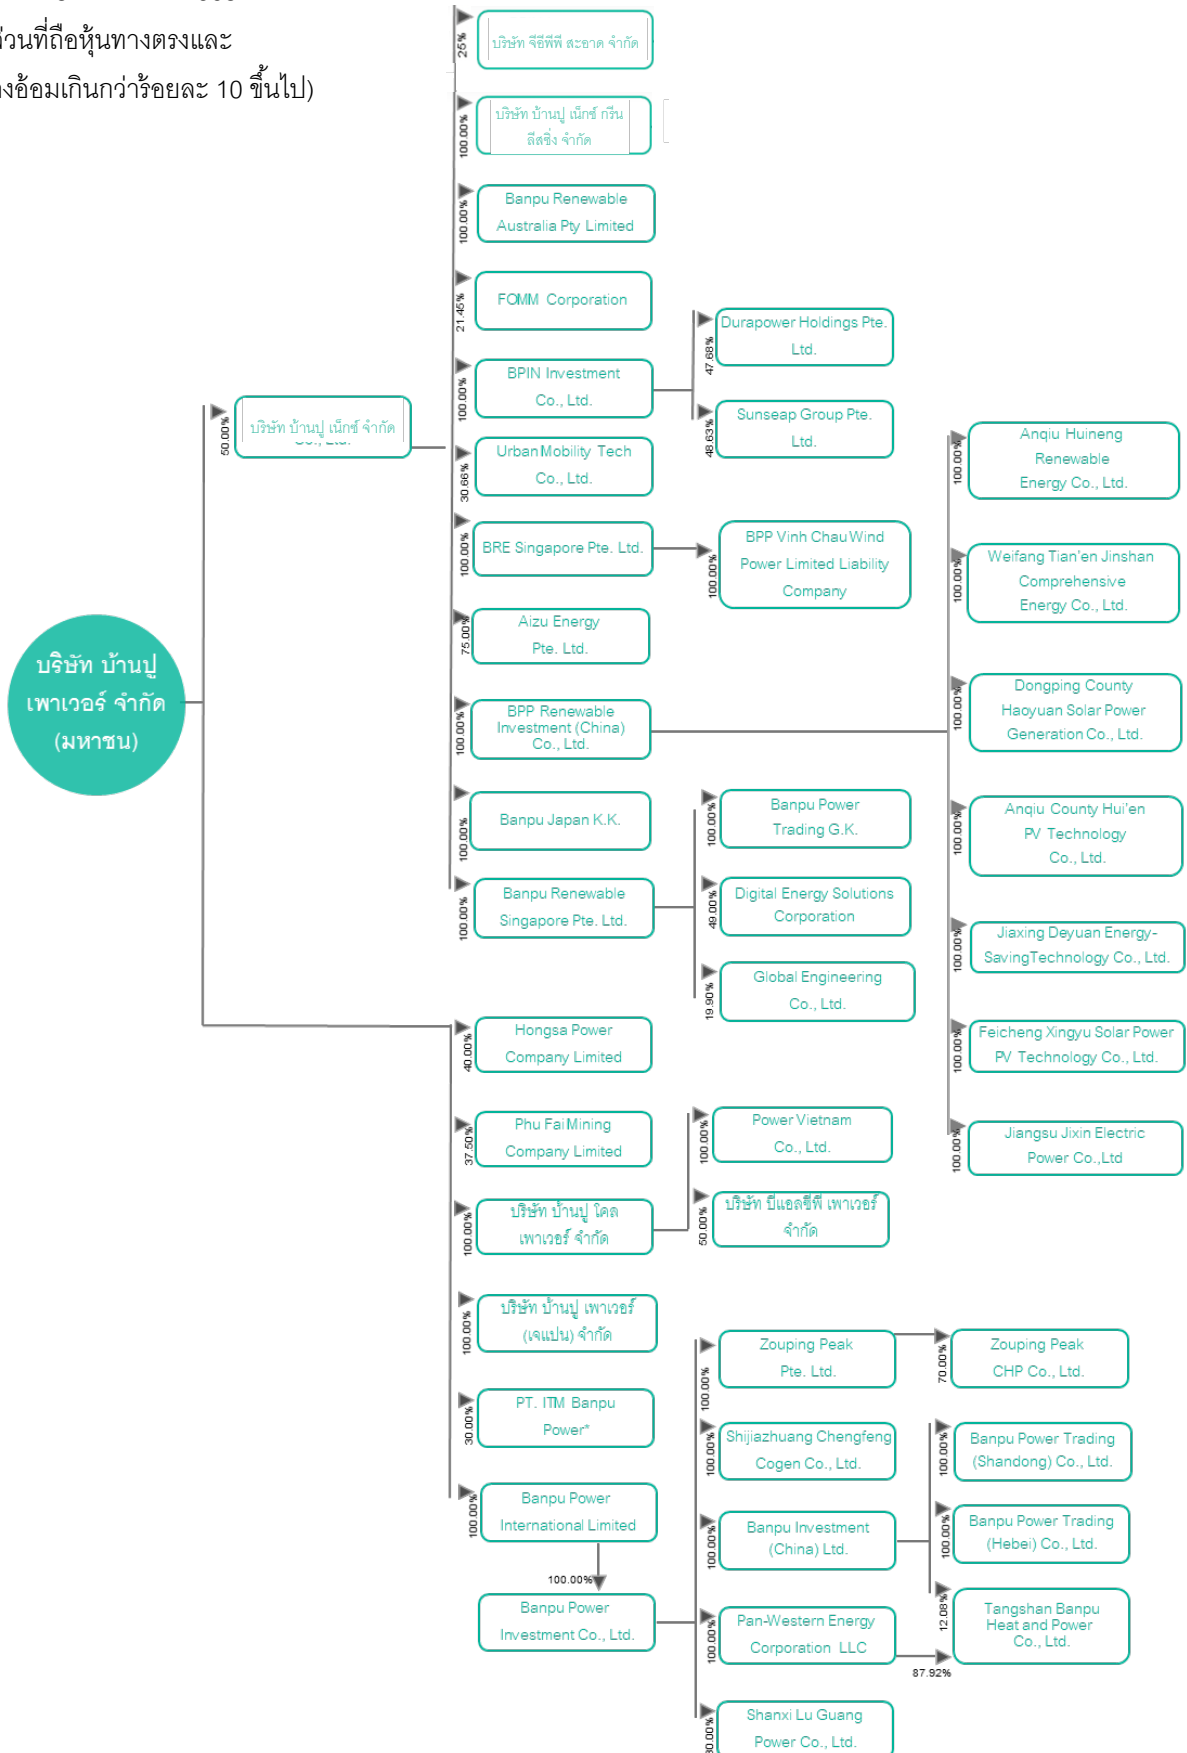 ส่วนที่ถือหุ้นทางตรงและ
อ้อมเกินกว่าร้อยละ 10 ขึ้นไป)
บริษัท บ้านปู
เพาเวอร์ จำกัด
(มหาชน)
50.00%
บริษัท บ้านปู เน็กซ์ จำกัด
25%
บริษัท จีอีพีพี สะอาด จำกัด
100.00%
บริษัท บ้านปู เน็กซ์ กรีน
ลีสซิ่ง จำกัด
100.00%
Banpu Renewable
Australia Pty Limited
21.45%
FOMM Corporation
100.00%
BPIN Investment
Co., Ltd.
47.68%
Durapower Holdings Pte.
Ltd.
48.63%
Sunseap Group Pte.
Ltd.
30.66%
Urban Mobility Tech
Co., Ltd.
100.00%
BRE Singapore Pte. Ltd.
100.00%
BPP Vinh Chau Wind
Power Limited Liability
Company
75.00%
Aizu Energy
Pte. Ltd.
100.00%
BPP Renewable
Investment (China)
Co., Ltd.
100.00%
Anqiu Huineng
Renewable
Energy Co., Ltd.
100.00%
Weifang Tian'en Jinshan
Comprehensive
Energy Co., Ltd.
100.00%
Dongping County
Haoyuan Solar Power
Generation Co., Ltd.
100.00%
Anqiu County Hui'en
PV Technology
Co., Ltd.
100.00%
Jiaxing Deyuan Energy-
SavingTechnology Co., Ltd.
100.00%
Feicheng Xingyu Solar Power
PV Technology Co., Ltd.
100.00%
Jiangsu Jixin Electric
Power Co.,Ltd
100.00%
Banpu Japan K.K.
100.00%
Banpu Renewable
Singapore Pte. Ltd.
100.00%
Banpu Power
Trading G.K.
49.00%
Digital Energy Solutions
Corporation
19.90%
Global Engineering
Co., Ltd.
40.00%
Hongsa Power
Company Limited
37.50%
Phu Fai Mining
Company Limited
100.00%
บริษัท บ้านปู โคล
เพาเวอร์ จำกัด
100.00%
Power Vietnam
Co., Ltd.
50.00%
บริษัท บีแอลซีพี เพาเวอร์
จำกัด
100.00%
บริษัท บ้านปู เพาเวอร์
(เจแปน) จำกัด
30.00%
PT. ITM Banpu
Power*
100.00%
Banpu Power
International Limited
100.00%
Banpu Power
Investment Co., Ltd.
100.00%
Zouping Peak
Pte. Ltd.
70.00%
Zouping Peak
CHP Co., Ltd.
100.00%
Shijiazhuang Chengfeng
Cogen Co., Ltd.
100.00%
Banpu Investment
(China) Ltd.
100.00%
Banpu Power Trading
(Shandong) Co., Ltd.
100.00%
Banpu Power Trading
(Hebei) Co., Ltd.
12.08%
Tangshan Banpu
Heat and Power
Co., Ltd.
100.00%
Pan-Western Energy
Corporation LLC
87.92%
Shanxi Lu Guang
Power Co., Ltd.